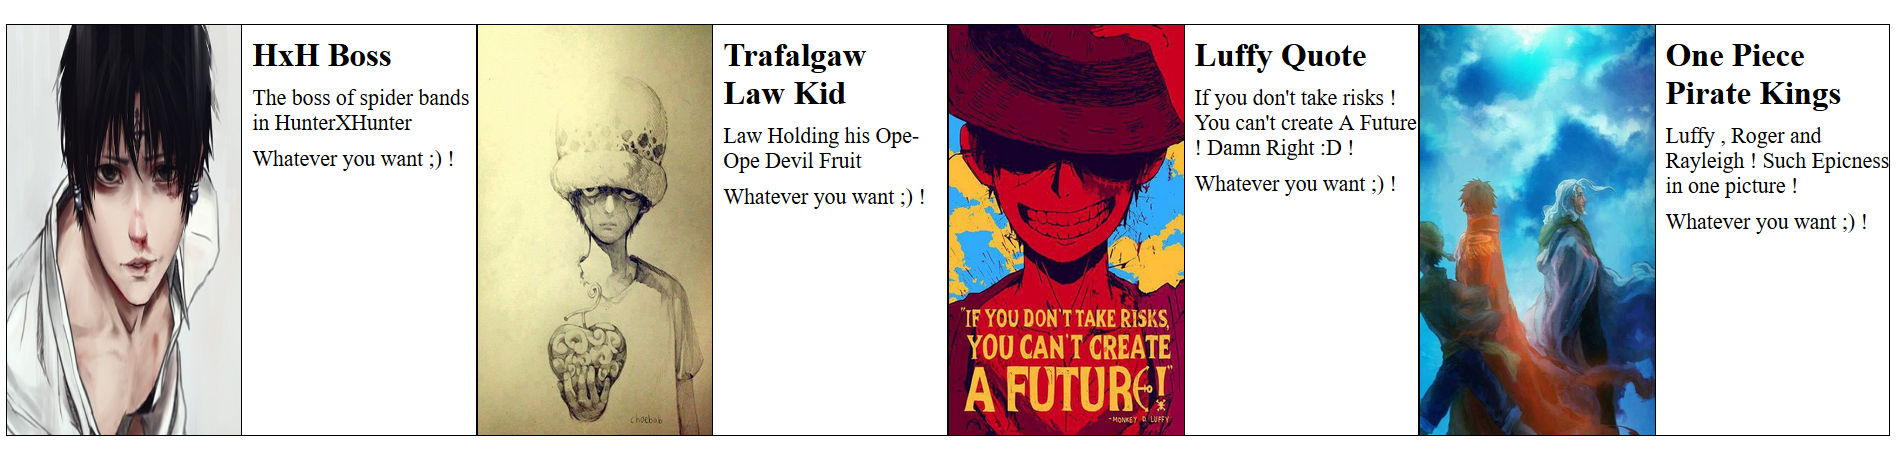 HxH Boss
The boss of spider bands
in HunterXHunter
Whatever you want ;) !
chocbob
Trafalgaw
Law Kid
Law Holding his Ope-
Ope Devil Fruit
Whatever you want ;) !
"IF YOU DON'T TAKE RISKS,
YOU CAN'T CREATE
A FUTURE!"
-MONKEY D LUFFY
Luffy Quote
If you don't take risks !
You can't create A Future
! Damn Right :D !
Whatever you want ;) !
One Piece
Pirate Kings
Luffy , Roger and
Rayleigh ! Such Epicness
in one picture !
Whatever you want ;) !